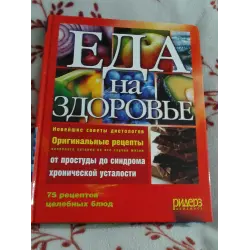 ЕДА
на
ЗДОРОВЬЕ
Новейшие советы диетологов
Оригинальные рецепты
от простуды до синдрома
хронической усталости
75 рецептов
целебных блюд
РИДЕРЗ